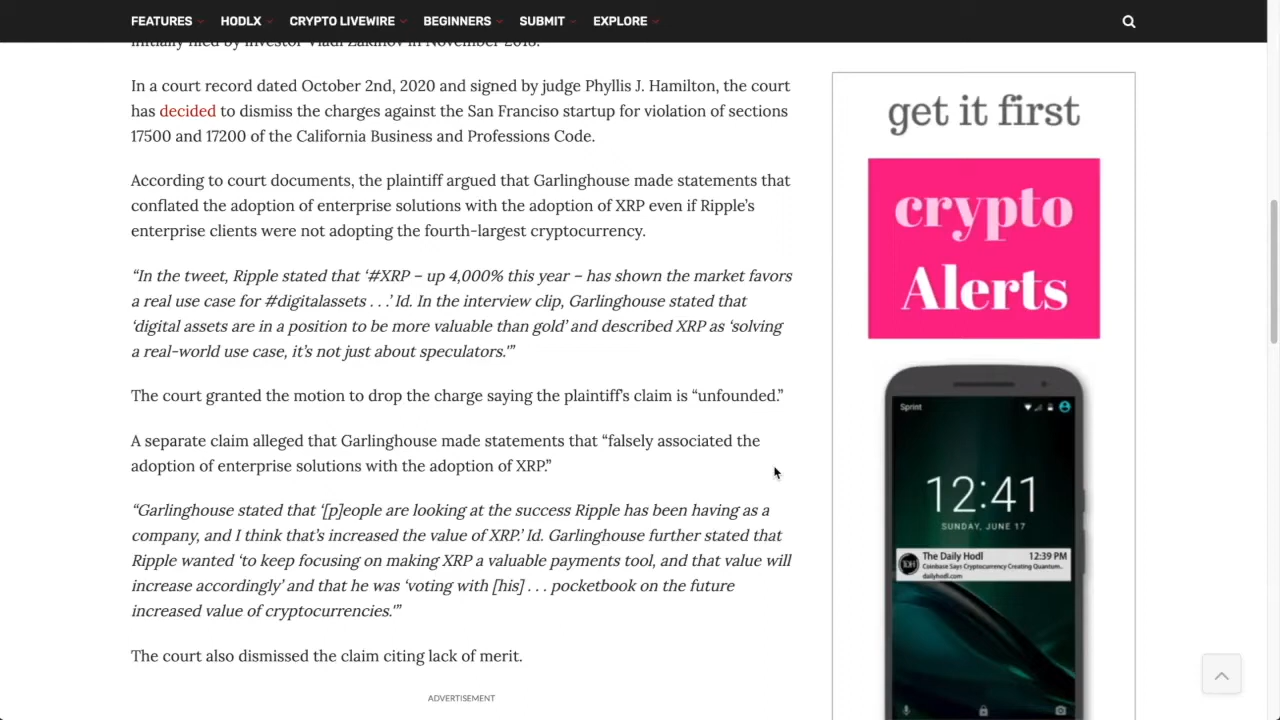 FEATURES HODLX CRYPTO LIVEWIRE BEGINNERS SUBMIT EXPLORE
initially filed by investor Vladi Zakinov in November 2018.
In a court record dated October 2nd, 2020 and signed by judge Phyllis J. Hamilton, the court
has decided to dismiss the charges against the San Franciso startup for violation of sections
17500 and 17200 of the California Business and Professions Code.
According to court documents, the plaintiff argued that Garlinghouse made statements that
conflated the adoption of enterprise solutions with the adoption of XRP even if Ripple’s
enterprise clients were not adopting the fourth-largest cryptocurrency.
“In the tweet, Ripple stated that ‘#XRP – up 4,000% this year – has shown the market favors
a real use case for #digitalassets . . .’ Id. In the interview clip, Garlinghouse stated that
‘digital assets are in a position to be more valuable than gold’ and described XRP as ‘solving
a real-world use case, it’s not just about speculators.’”
The court granted the motion to drop the charge saying the plaintiff’s claim is “unfounded.”
A separate claim alleged that Garlinghouse made statements that “falsely associated the
adoption of enterprise solutions with the adoption of XRP.”
“Garlinghouse stated that ‘[p]eople are looking at the success Ripple has been having as a
company, and I think that’s increased the value of XRP.’ Id. Garlinghouse further stated that
Ripple wanted ‘to keep focusing on making XRP a valuable payments tool, and that value will
increase accordingly’ and that he was ‘voting with [his] . . . pocketbook on the future
increased value of cryptocurrencies.’”
The court also dismissed the claim citing lack of merit.
ADVERTISEMENT
get it first
crypto
Alerts
Sprint
12:41
SUNDAY, JUNE 17
The Daily Hodl 12:39 PM
Coinbase Says Cryptocurrency Creating Quantum..
dailyhodl.com